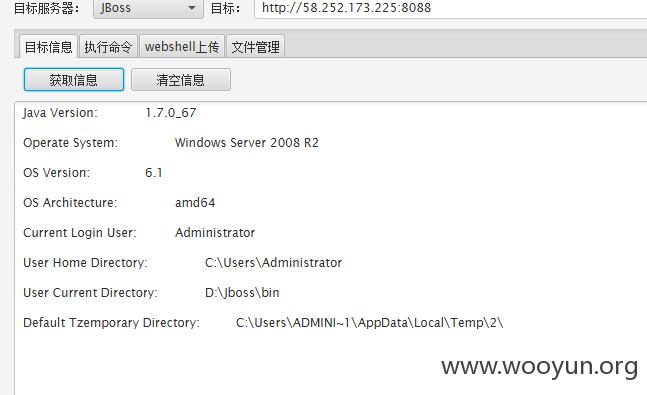 目标服务器： JBoss 目标： http://58.252.173.225:8088
目标信息 执行命令 webshell上传 文件管理
获取信息 清空信息
Java Version: 1.7.0_67
Operate System: Windows Server 2008 R2
OS Version: 6.1
OS Architecture: amd64
Current Login User: Administrator
User Home Directory: C:\Users\Administrator
User Current Directory: D:\Jboss\bin
Default Tzemporary Directory: C:\Users\ADMINI~1\AppData\Local\Temp\2\
www.wooyun.org